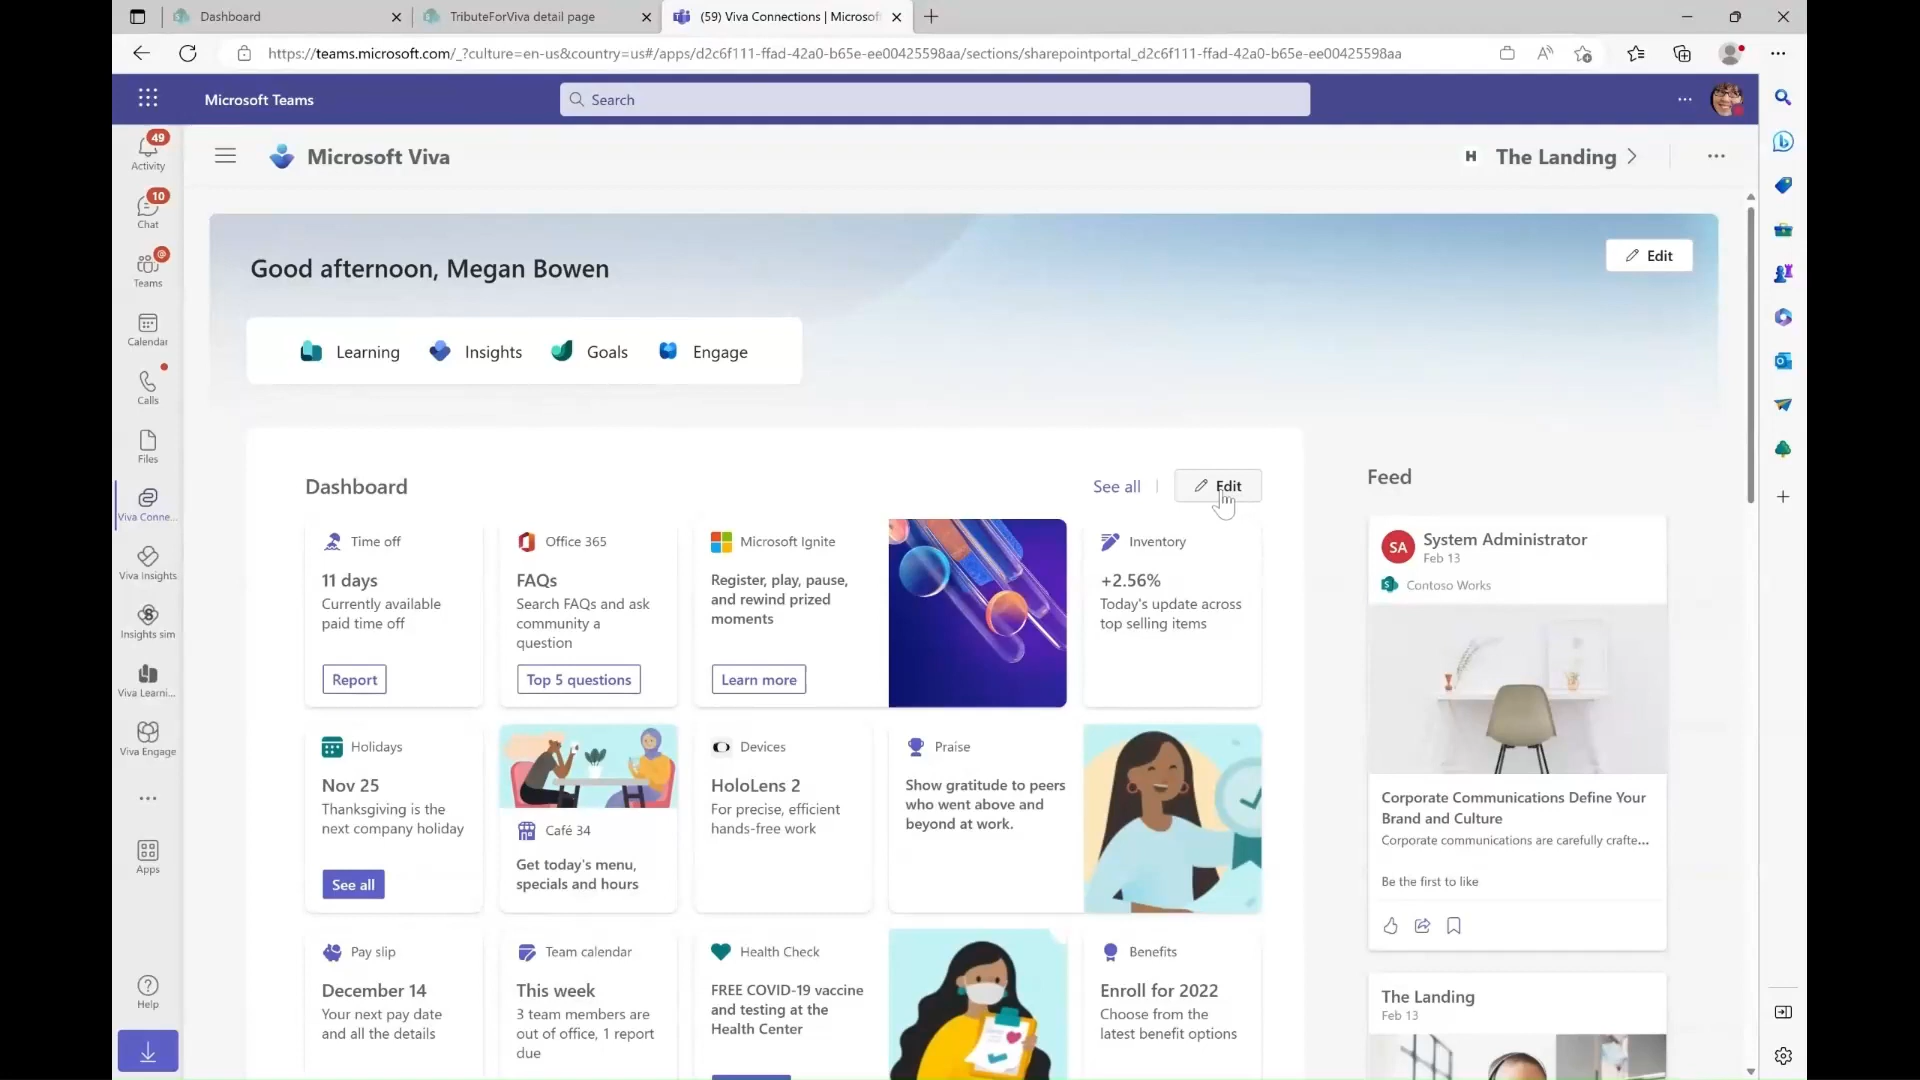 Dashboard
TributeForViva detail page
(59) Viva Connections | Microsof
https://teams.microsoft.com/_?culture=en-us&country=us#/apps/d2c6f111-ffad-42a0-b65e-ee00425598aa/sections/sharepointportal_d2c6f111-ffad-42a0-b65e-ee00425598aa
Microsoft Teams
Search
49
Activity
10
Chat
@
Teams
Calendar
Calls
Files
Viva Conne...
Viva Insights
Insights sim
Viva Learni...
Viva Engage
Apps
Help
Microsoft Viva
H
The Landing
Good afternoon, Megan Bowen
Edit
Learning
Insights
Goals
Engage
Dashboard
See all
Edit
Time off
11 days
Currently available
paid time off
Report
Office 365
FAQs
Search FAQs and ask
community a
question
Top 5 questions
Microsoft Ignite
Register, play, pause,
and rewind prized
moments
Learn more
Inventory
+2.56%
Today's update across
top selling items
Holidays
Nov 25
Thanksgiving is the
next company holiday
See all
Café 34
Get today's menu,
specials and hours
Devices
HoloLens 2
For precise, efficient
hands-free work
Praise
Show gratitude to peers
who went above and
beyond at work.
Pay slip
December 14
Your next pay date
and all the details
Team calendar
This week
3 team members are
out of office, 1 report
due
Health Check
FREE COVID-19 vaccine
and testing at the
Health Center
Benefits
Enroll for 2022
Choose from the
latest benefit options
Feed
SA
System Administrator
Feb 13
Contoso Works
Corporate Communications Define Your
Brand and Culture
Corporate communications are carefully crafte...
Be the first to like
The Landing
Feb 13